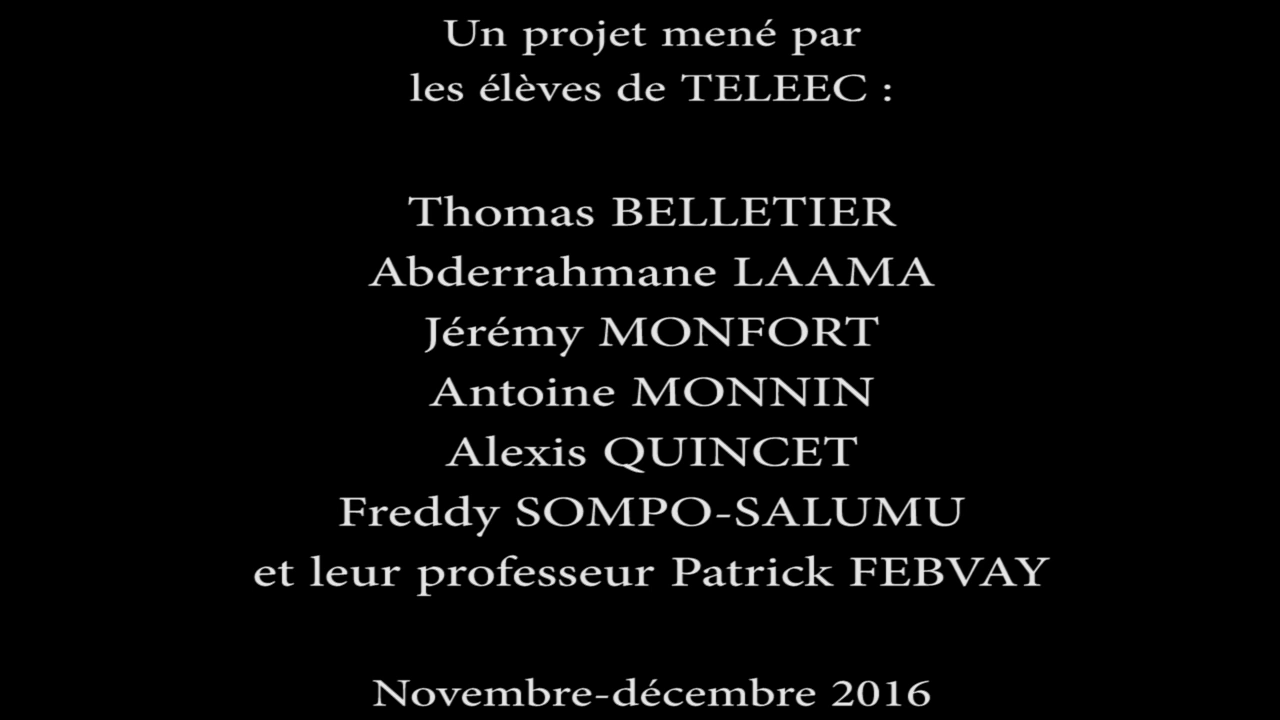 Un projet mené par
les élèves de TELEEC :
Thomas BELLETIER
Abderrahmane LAAMA
Jérémy MONFORT
Antoine MONNIN
Alexis QUINCET
Freddy SOMPO-SALUMU
et leur professeur Patrick FEBVAY
Novembre-décembre 2016